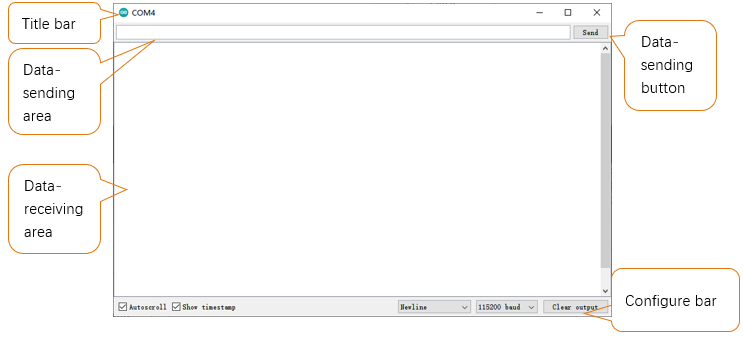 Title bar
COM4
Send
Data-
sending
area
Data-
sending
button
Data-
receiving
area
Autoscroll Show timestamp
Newline
115200 baud
Clear output
Configure bar